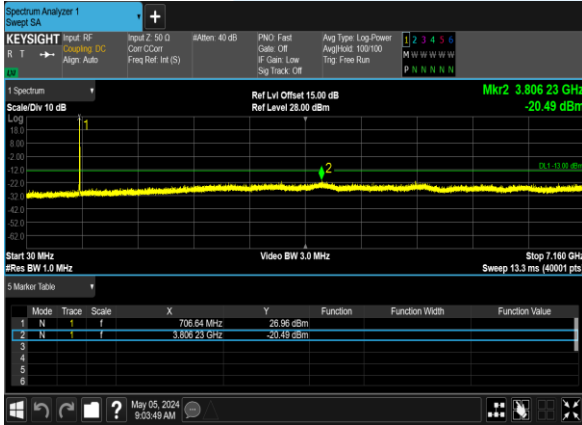 Spectrum Analyzer 1
Swept SA
+
KEYSIGHT Input: RF Input Z: 50 Ω #Atten: 40 dB PNO: Fast Avg Type: Log-Power 1 2 3 4 5 6
R T Coupling: DC Corr CCorr Gate: Off Avg|Hold: 100/100 M W W W W W
Align: Auto Freq Ref: Int (S) IF Gain: Low Trig: Free Run
Sig Track: Off P N N N N N
1 Spectrum Ref Lvl Offset 15.00 dB Mkr2 3.806 23 GHz
Scale/Div 10 dB Ref Level 28.00 dBm -20.49 dBm
Log
18.0
8.00
-2.00
-12.0
-22.0
-32.0
-42.0
-52.0
-62.0
1
2
DL1 -13.00 dBm
Start 30 MHz Video BW 3.0 MHz Stop 7.160 GHz
#Res BW 1.0 MHz Sweep 13.3 ms (40001 pts
5 Marker Table
Mode Trace Scale X Y Function Function Width Function Value
1 N 1 f 706.64 MHz 26.96 dBm
2 N 1 f 3.806 23 GHz -20.49 dBm
3
4
5
6
? May 05, 2024
9:03:49 AM